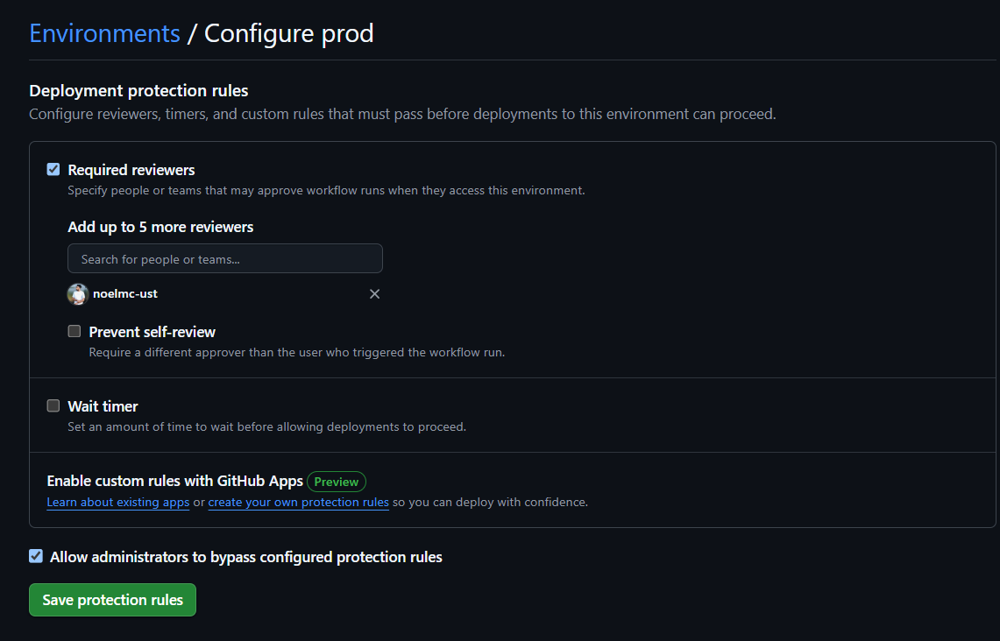 Environments / Configure prod
Deployment protection rules
Configure reviewers, timers, and custom rules that must pass before deployments to this environment can proceed.
Required reviewers
Specify people or teams that may approve workflow runs when they access this environment.
Add up to 5 more reviewers
Search for people or teams...
noelmc-ust
Prevent self-review
Require a different approver than the user who triggered the workflow run.
Wait timer
Set an amount of time to wait before allowing deployments to proceed.
Enable custom rules with GitHub Apps Preview
Learn about existing apps or create your own protection rules so you can deploy with confidence.
Allow administrators to bypass configured protection rules
Save protection rules